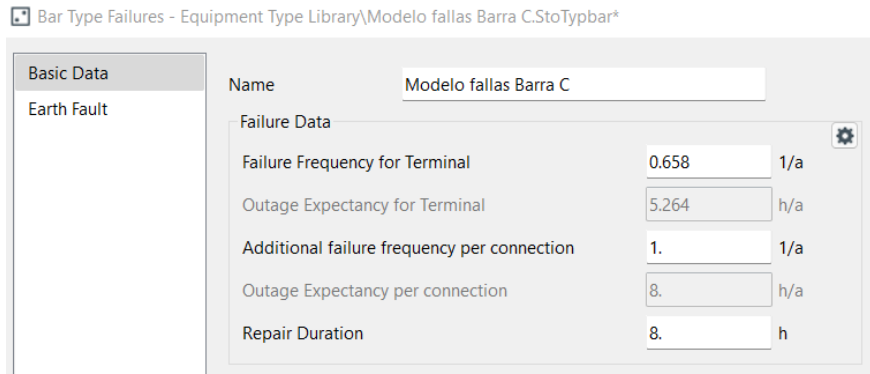 Bar Type Failures - Equipment Type Library\Modelo fallas Barra C.StoTypbar*
Basic Data
Earth Fault
Name Modelo fallas Barra C
Failure Data
Failure Frequency for Terminal 0.658 1/a
Outage Expectancy for Terminal 5.264 h/a
Additional failure frequency per connection 1. 1/a
Outage Expectancy per connection 8. h/a
Repair Duration 8. h